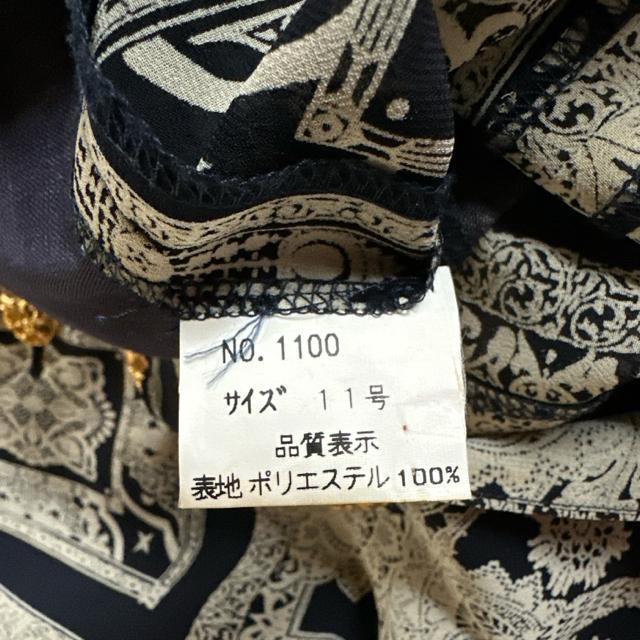 NO. 1100
サイズ 11号
品質表示
表地 ポリエステル 100%